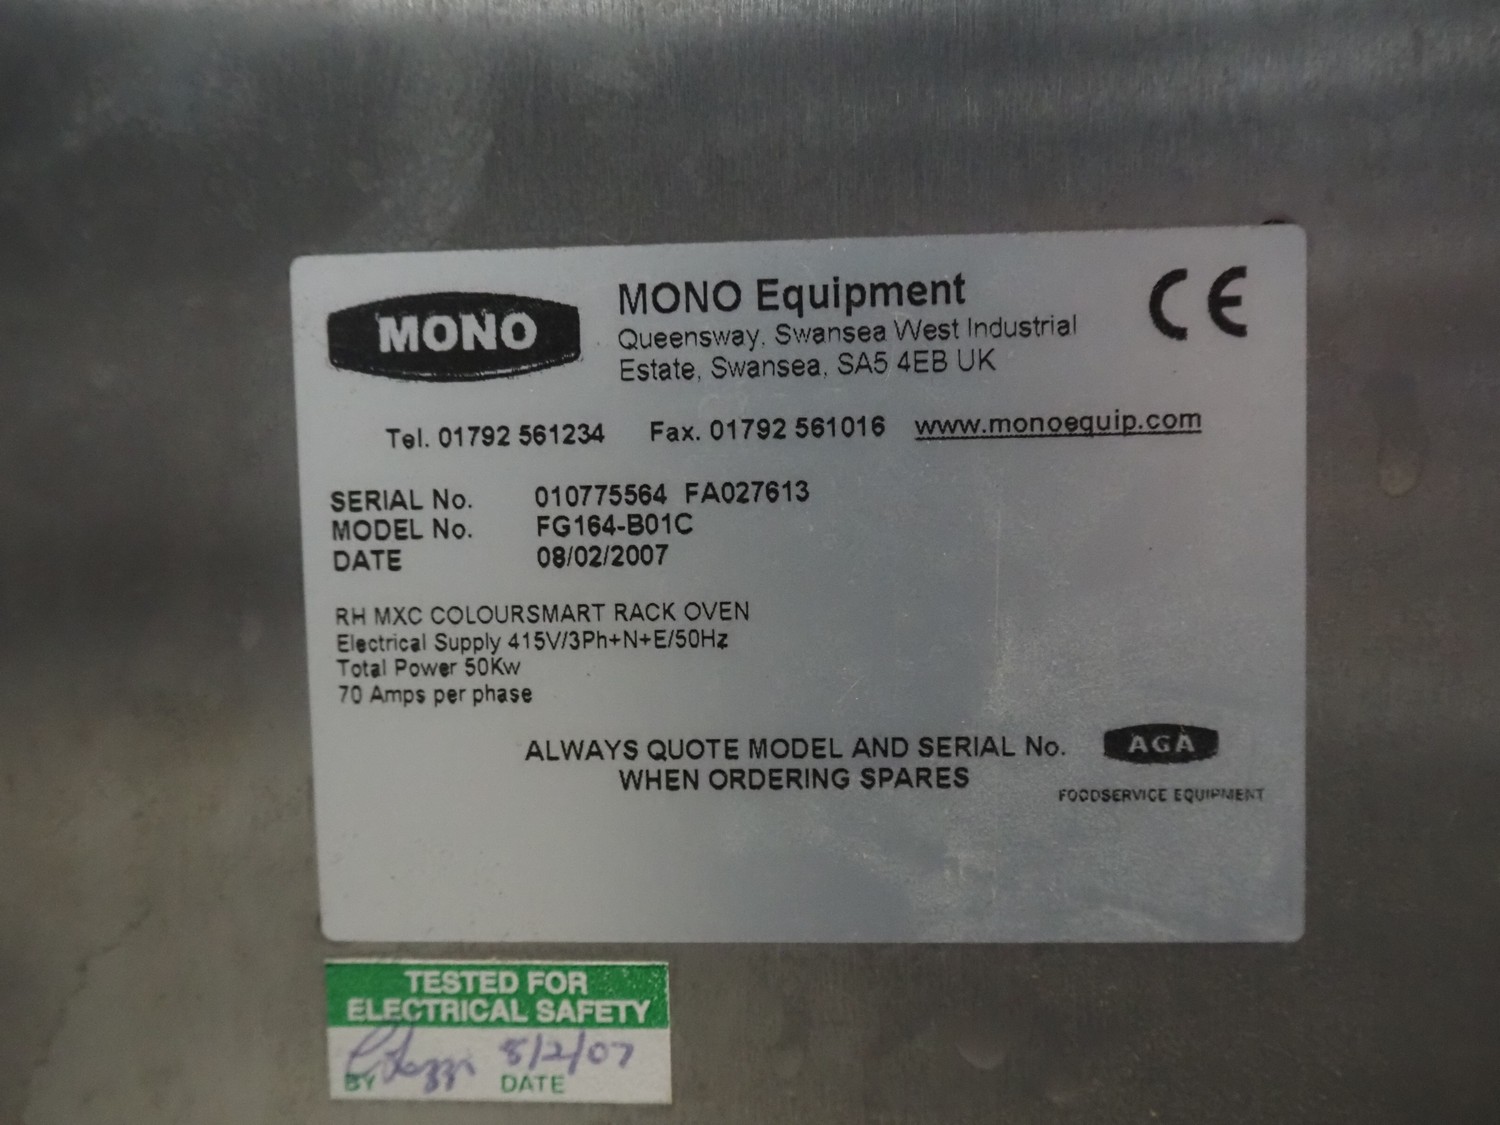 MONO
MONO Equipment
Queensway, Swansea West Industrial
Estate, Swansea, SA5 4EB UK
CE
Tel. 01792 561234 Fax. 01792 561016 www.monoequip.com
SERIAL No. 010775564 FA027613
MODEL No. FG164-B01C
DATE 08/02/2007
RH MXC COLOURSMART RACK OVEN
Electrical Supply 415V/3Ph+N+E/50Hz
Total Power 50Kw
70 Amps per phase
ALWAYS QUOTE MODEL AND SERIAL No.
WHEN ORDERING SPARES
AGA
FOODSERVICE EQUIPMENT
TESTED FOR
ELECTRICAL SAFETY
8/2/07
BY DATE